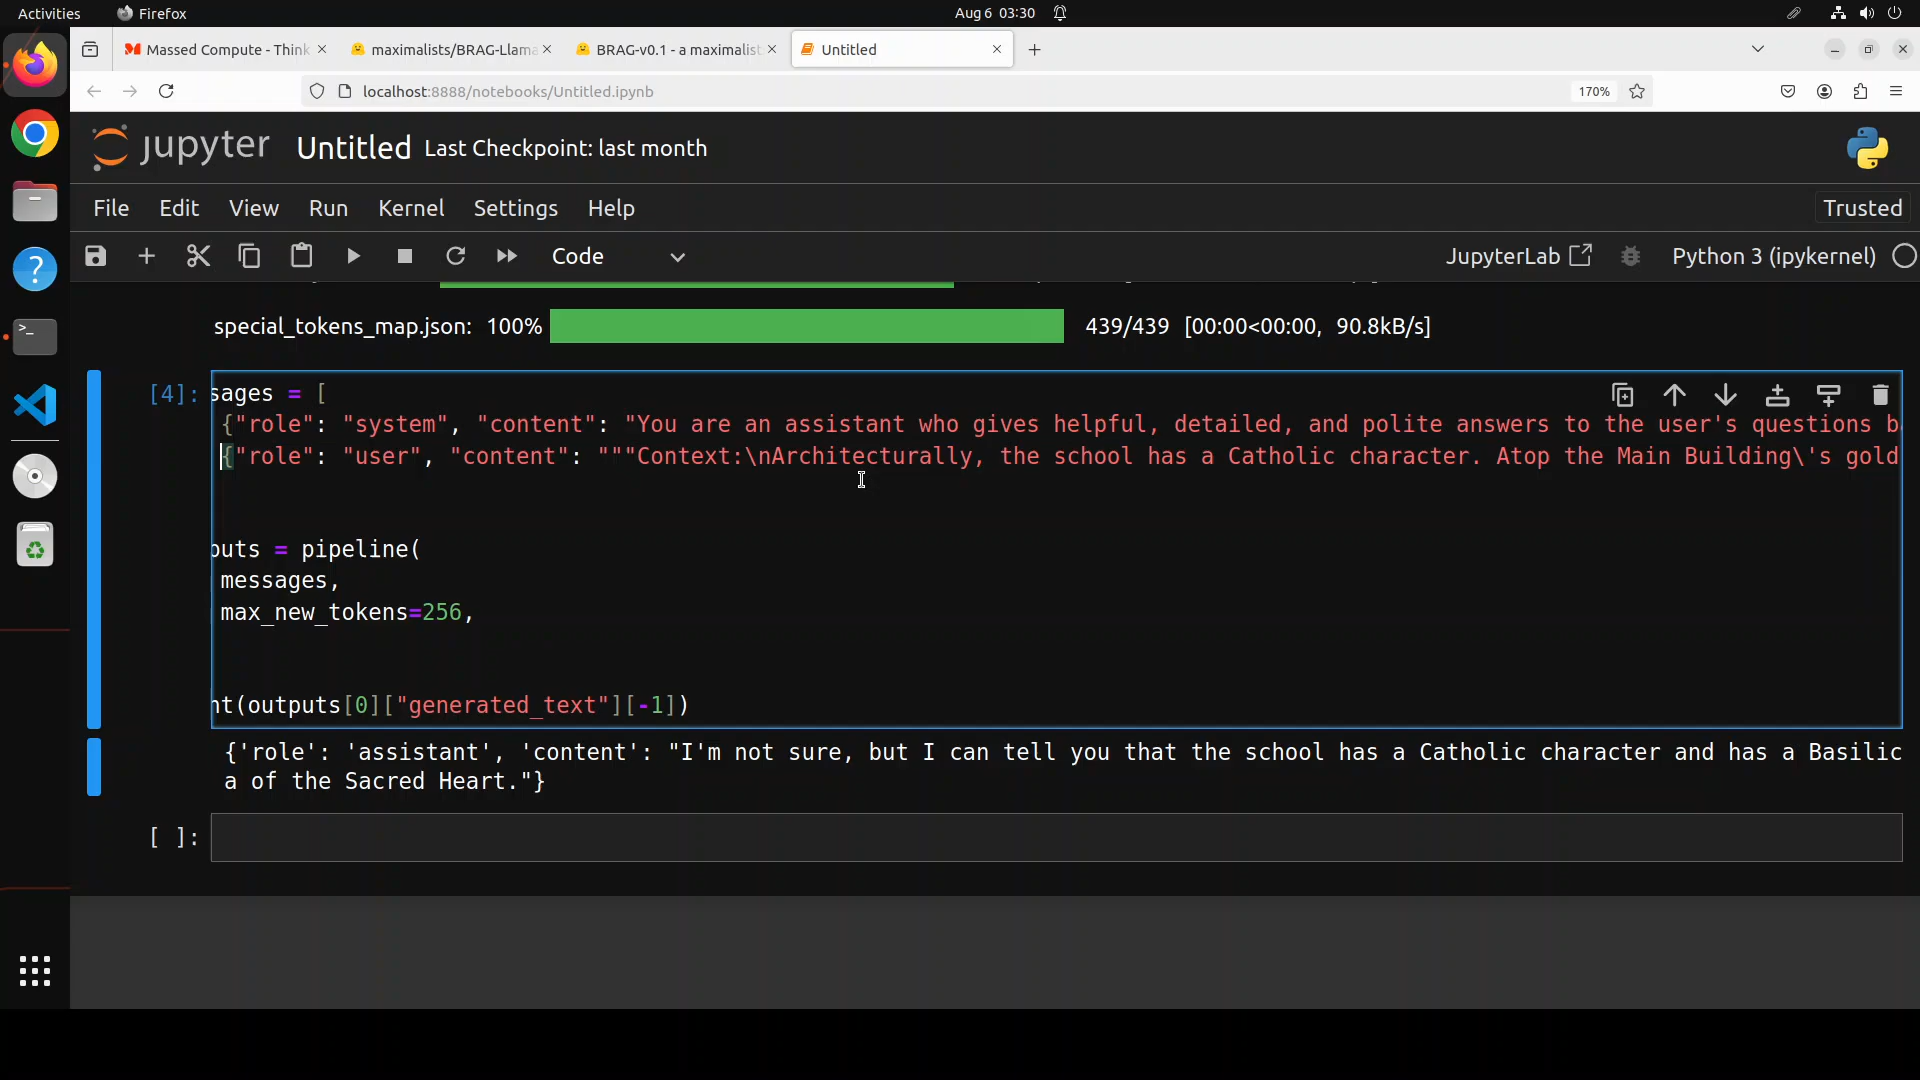 Activities
Firefox
Aug 6 03:30
Massed Compute - Think
maximalists/BRAG-Llama
BRAG-v0.1 - a maximalist
Untitled
localhost:8888/notebooks/Untitled.ipynb
170%
jupyter
Untitled
Last Checkpoint: last month
File
Edit
View
Run
Kernel
Settings
Help
Trusted
Code
JupyterLab
Python 3 (ipykernel)
special_tokens_map.json: 100%
439/439 [00:00<00:00, 90.8kB/s]
[4]:
sages = [
{"role": "system", "content": "You are an assistant who gives helpful, detailed, and polite answers to the user's questions ba
{"role": "user", "content": """Context:\nArchitecturally, the school has a Catholic character. Atop the Main Building\'s gold
puts = pipeline(
messages,
max_new_tokens=256,
nt(outputs[0]["generated_text"][-1])
{'role': 'assistant', 'content': "I'm not sure, but I can tell you that the school has a Catholic character and has a Basilic
a of the Sacred Heart."}
[ ]: